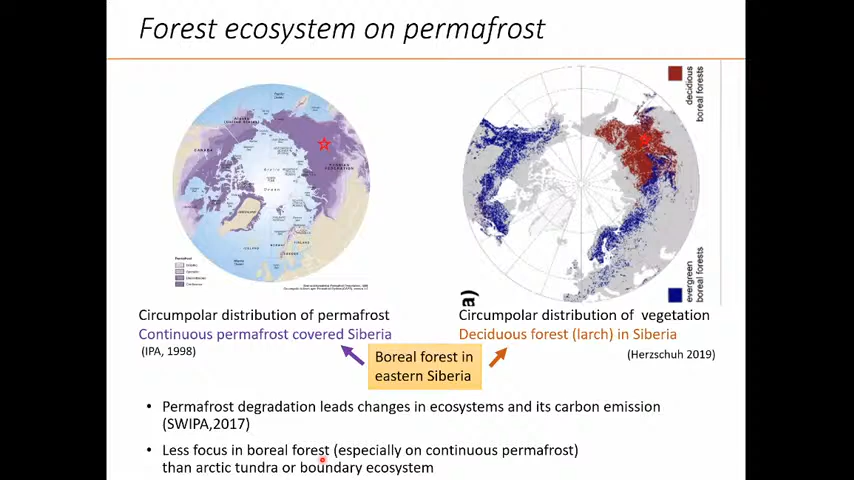 Forest ecosystem on permafrost
decidious
boreal forests
evergreen
boreal forests
a)
Circumpolar distribution of permafrost
Continuous permafrost covered Siberia
(IPA, 1998)
Circumpolar distribution of vegetation
Deciduous forest (larch) in Siberia
(Herzschuh 2019)
Boreal forest in
eastern Siberia
• Permafrost degradation leads changes in ecosystems and its carbon emission
(SWIPA,2017)
• Less focus in boreal forest (especially on continuous permafrost)
than arctic tundra or boundary ecosystem